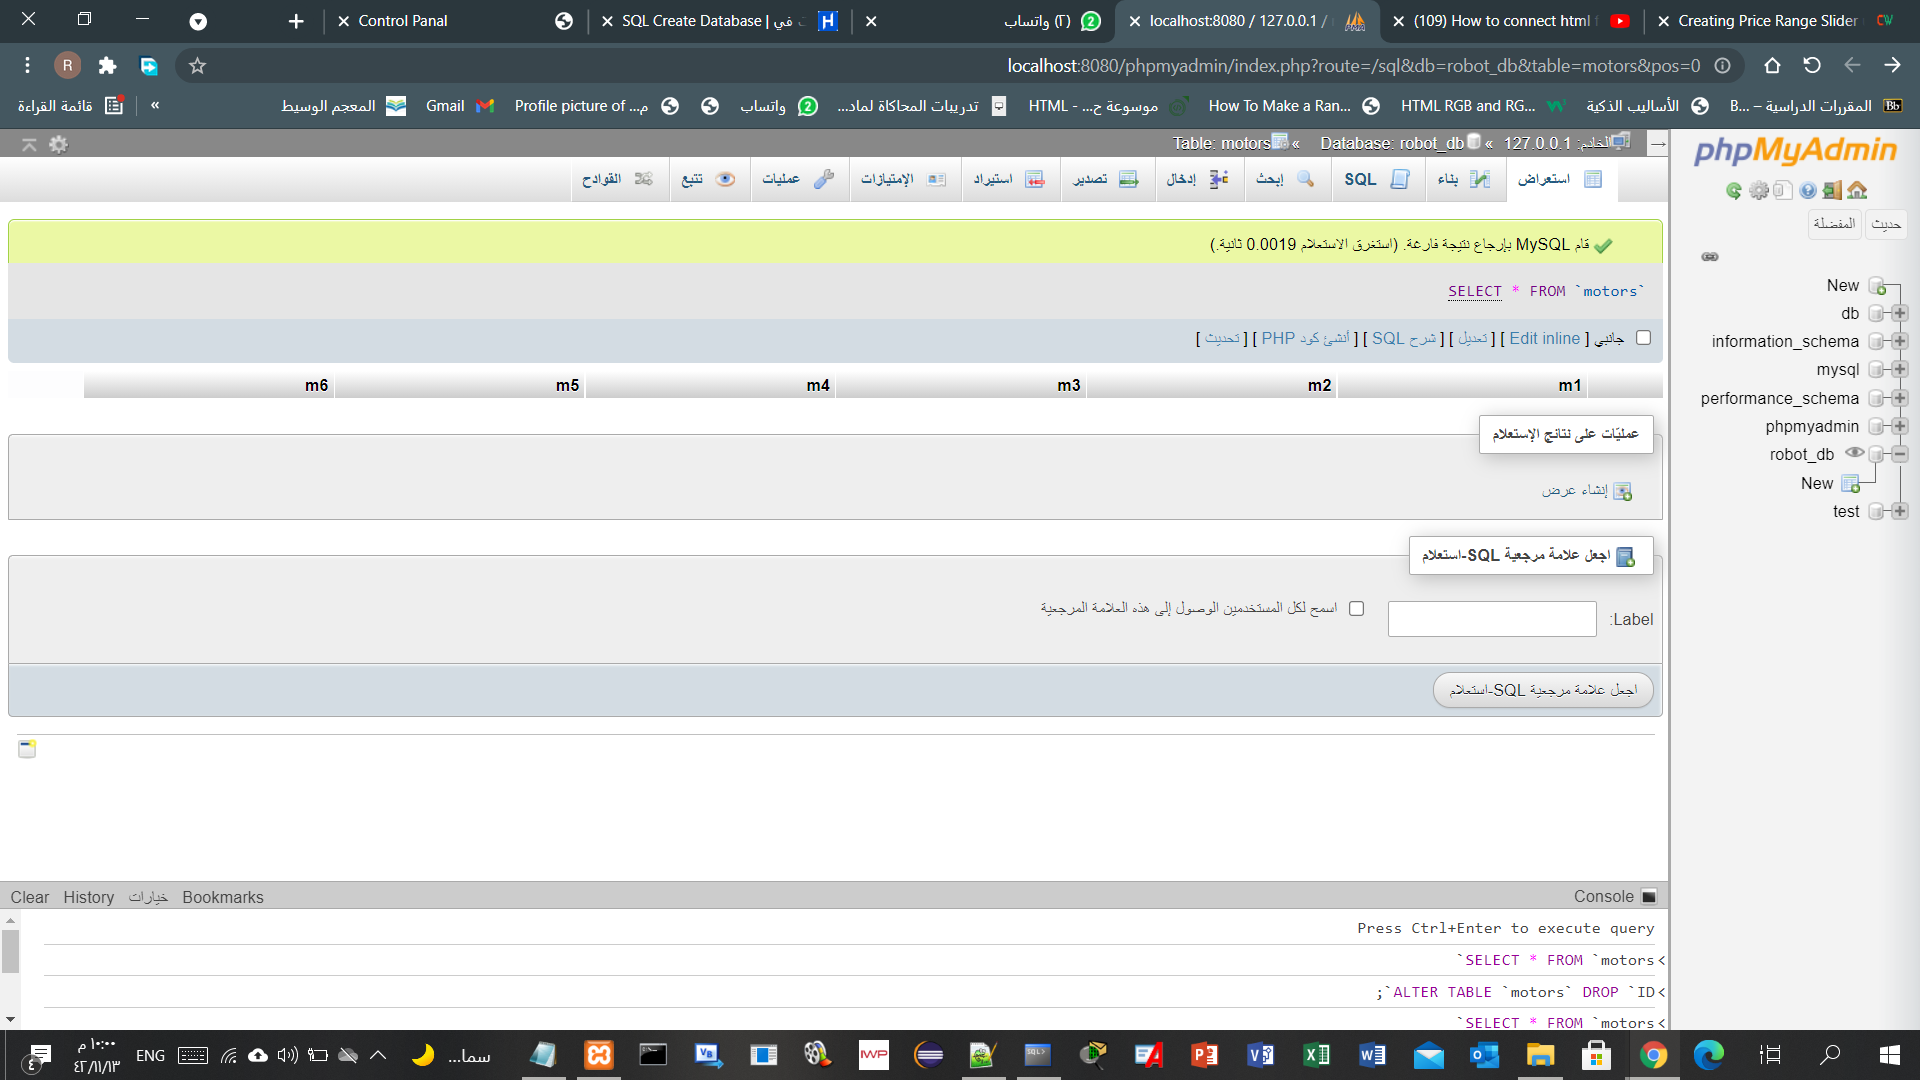 Control Panel
SQL Create Database | ت في
(٢) واتساب
localhost:8080 / 127.0.0.1 /
(109) How to connect html f
Creating Price Range Slider
R
localhost:8080/phpmyadmin/index.php?route=/sql&db=robot_db&table=motors&pos=0
المقررات الدراسية – B...
الأساليب الذكية
HTML RGB and RG...
How To Make a Ran...
موسوعة ح... - HTML
تدريبات المحاكاة لماد...
واتساب
Profile picture of ...م
Gmail
المعجم الوسيط
»
قائمة القراءة
الخادم: 127.0.0.1 » Database: robot_db » Table: motors
استعراض
بناء
SQL
إبحث
إدخال
تصدير
استيراد
الإمتيازات
عمليات
تتبع
القوادح
قام MySQL بإرجاع نتيجة فارغة. (استغرق الاستعلام 0.0019 ثانية.)
SELECT * FROM `motors`
جانبي [ Edit inline ] [ تعديل ] [ شرح SQL ] [ أنشئ كود PHP ] [ تحديث ]
m1 m2 m3 m4 m5 m6
عمليّات على نتائج الإستعلام
إنشاء عرض
اجعل علامة مرجعية SQL-استعلام
Label:
اسمح لكل المستخدمين الوصول إلى هذه العلامة المرجعية
اجعل علامة مرجعية SQL-استعلام
phpMyAdmin
حديث
المفضلة
New
db
information_schema
mysql
performance_schema
phpmyadmin
robot_db
New
test
Console
Bookmarks
خيارات
History
Clear
Press Ctrl+Enter to execute query
>SELECT * FROM `motors`
>ALTER TABLE `motors` DROP `ID`;
>SELECT * FROM `motors`
سما...
ENG
١٠:٠٠ م
٤٢/١١/١٣
٤